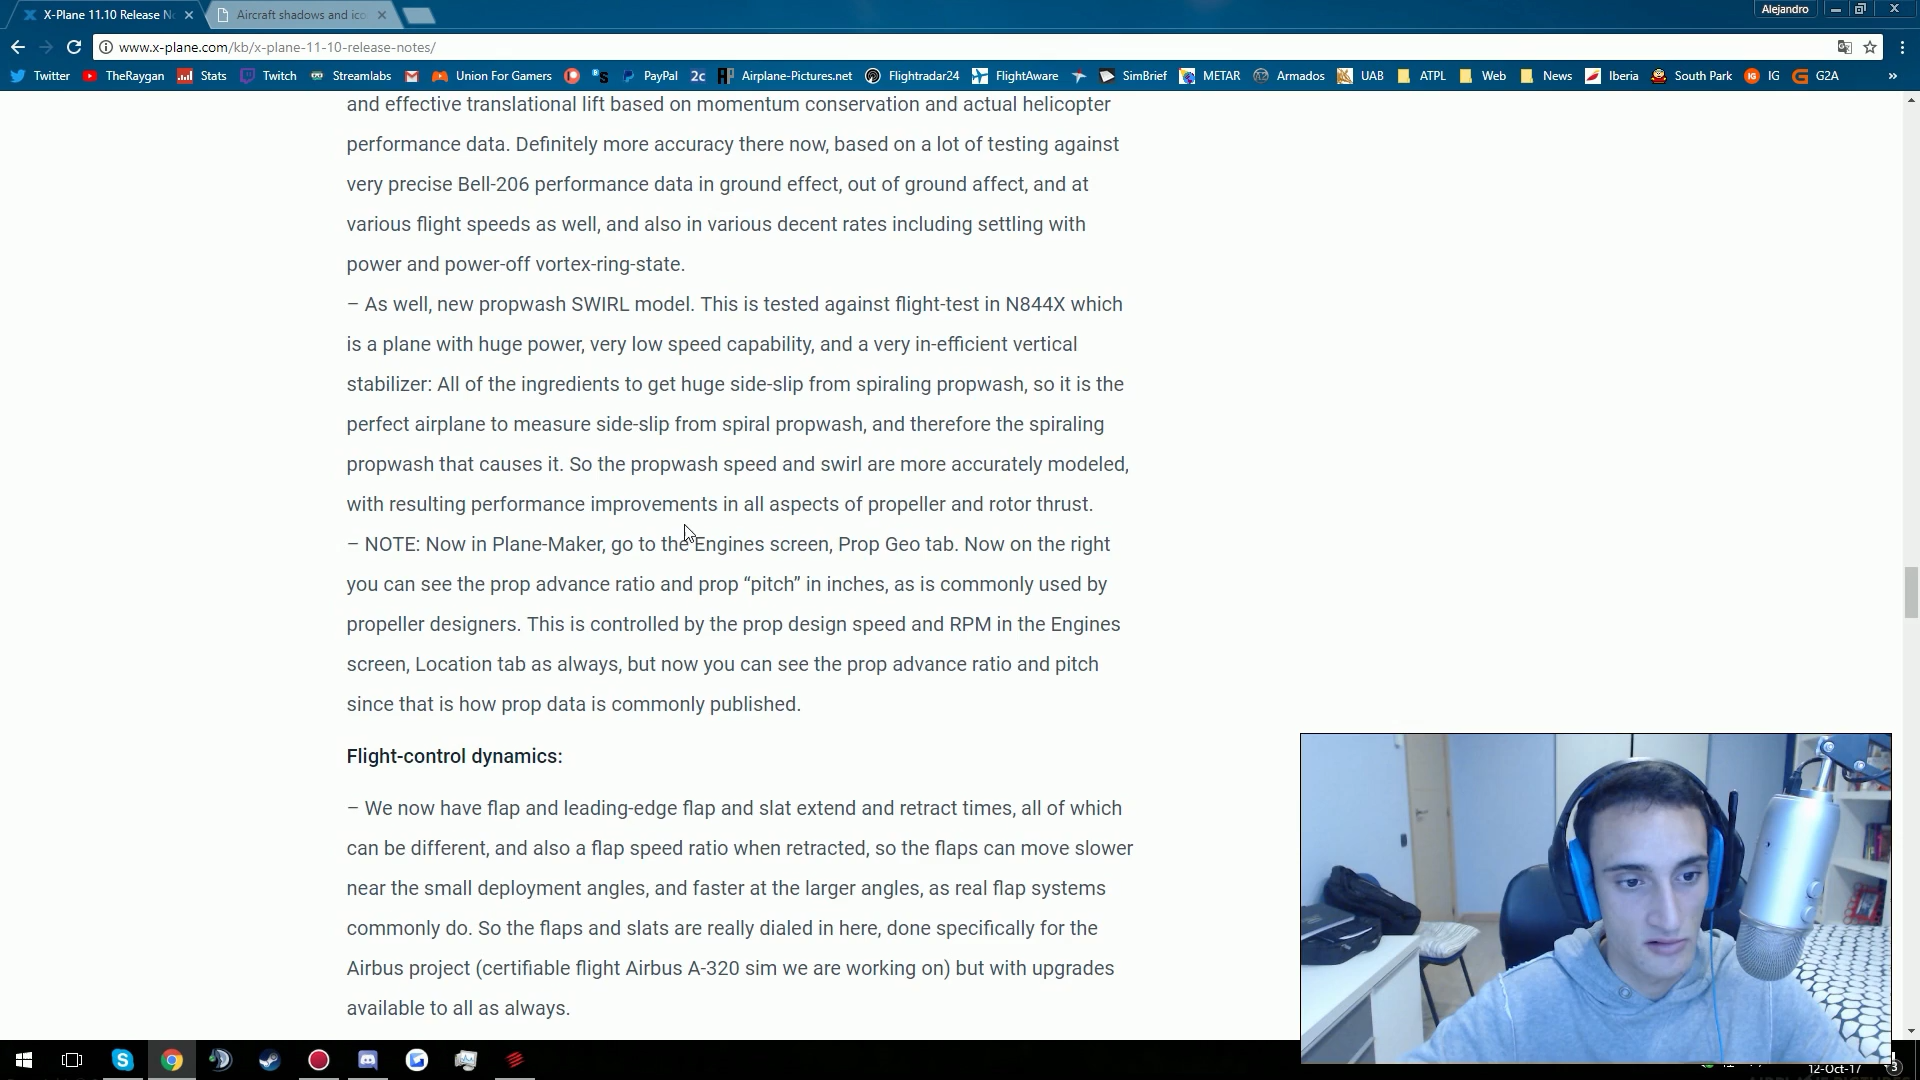 X-Plane 11.10 Release N
Aircraft shadows and ico
Alejandro
www.x-plane.com/kb/x-plane-11-10-release-notes/
Twitter TheRaygan Stats Twitch Streamlabs Union For Gamers PayPal 2c Airplane-Pictures.net Flightradar24 FlightAware SimBrief METAR Armados UAB ATPL Web News Iberia South Park IG G2A »
and effective translational lift based on momentum conservation and actual helicopter
performance data. Definitely more accuracy there now, based on a lot of testing against
very precise Bell-206 performance data in ground effect, out of ground affect, and at
various flight speeds as well, and also in various decent rates including settling with
power and power-off vortex-ring-state.
– As well, new propwash SWIRL model. This is tested against flight-test in N844X which
is a plane with huge power, very low speed capability, and a very in-efficient vertical
stabilizer: All of the ingredients to get huge side-slip from spiraling propwash, so it is the
perfect airplane to measure side-slip from spiral propwash, and therefore the spiraling
propwash that causes it. So the propwash speed and swirl are more accurately modeled,
with resulting performance improvements in all aspects of propeller and rotor thrust.
– NOTE: Now in Plane-Maker, go to the Engines screen, Prop Geo tab. Now on the right
you can see the prop advance ratio and prop “pitch” in inches, as is commonly used by
propeller designers. This is controlled by the prop design speed and RPM in the Engines
screen, Location tab as always, but now you can see the prop advance ratio and pitch
since that is how prop data is commonly published.
Flight-control dynamics:
– We now have flap and leading-edge flap and slat extend and retract times, all of which
can be different, and also a flap speed ratio when retracted, so the flaps can move slower
near the small deployment angles, and faster at the larger angles, as real flap systems
commonly do. So the flaps and slats are really dialed in here, done specifically for the
Airbus project (certifiable flight Airbus A-320 sim we are working on) but with upgrades
available to all as always.
12-Oct-17